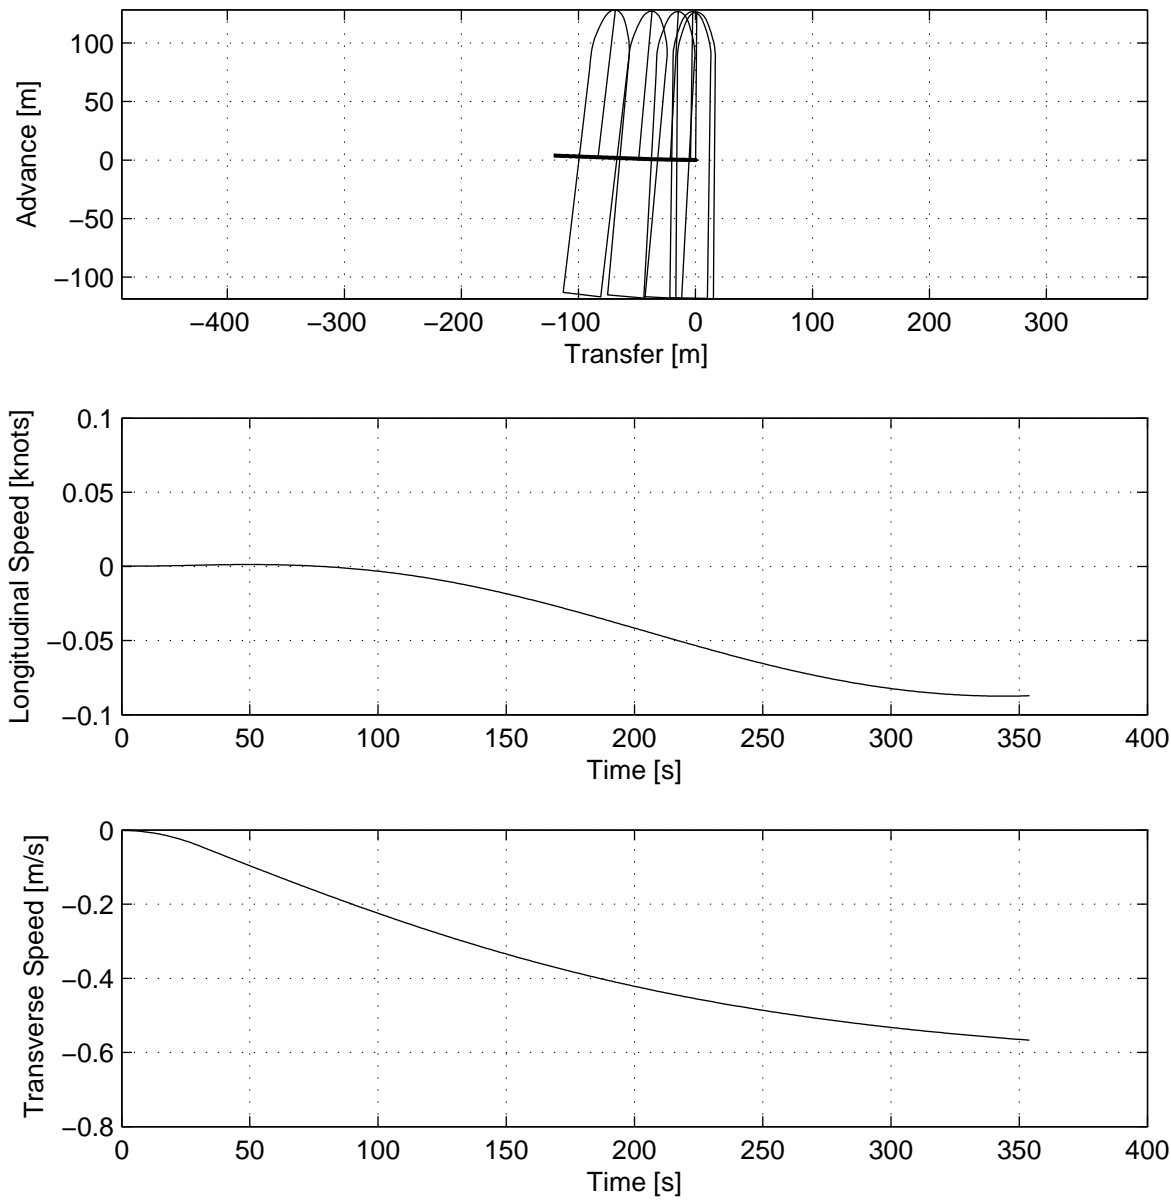 100
50
0
−50
−100
Advance [m]
−400 −300 −200 −100 0 100 200 300
Transfer [m]
0.1
0.05
0
−0.05
−0.1
Longitudinal Speed [knots]
0 50 100 150 200 250 300 350 400
Time [s]
0
−0.2
−0.4
−0.6
−0.8
Transverse Speed [m/s]
0 50 100 150 200 250 300 350 400
Time [s]